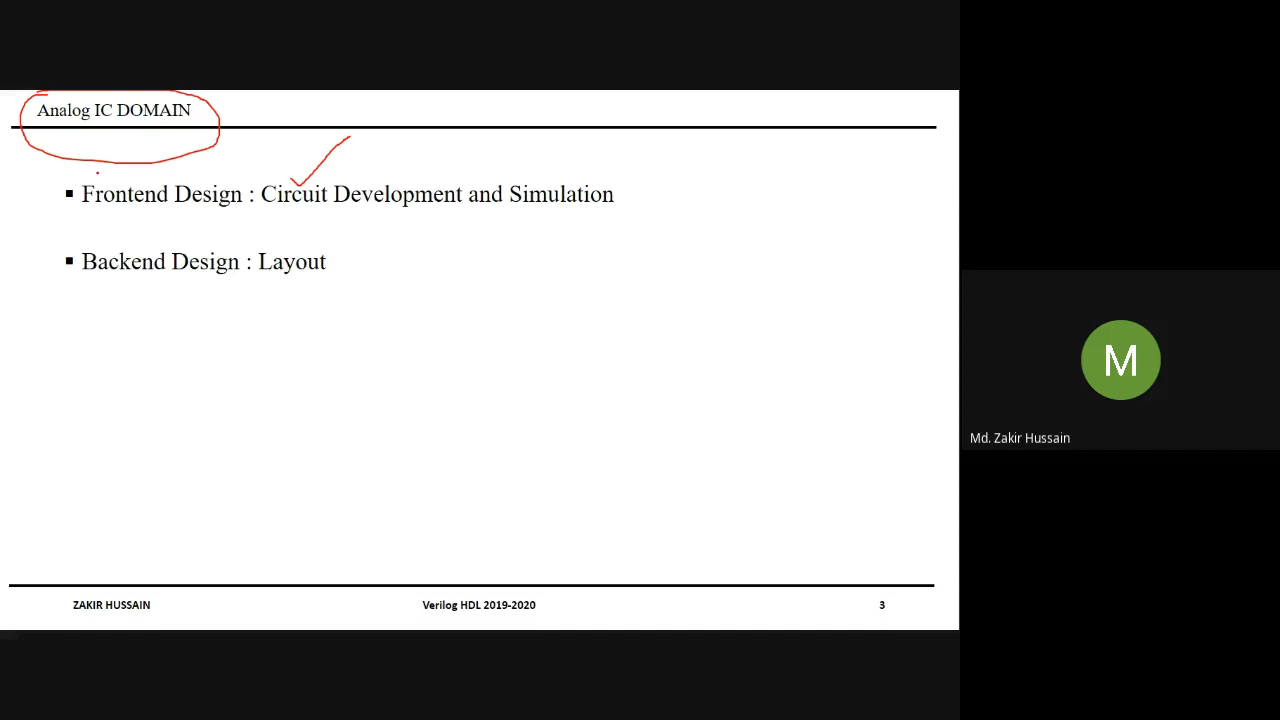 Analog IC DOMAIN
▪ Frontend Design : Circuit Development and Simulation
▪ Backend Design : Layout
M
Md. Zakir Hussain
ZAKIR HUSSAIN Verilog HDL 2019-2020 3